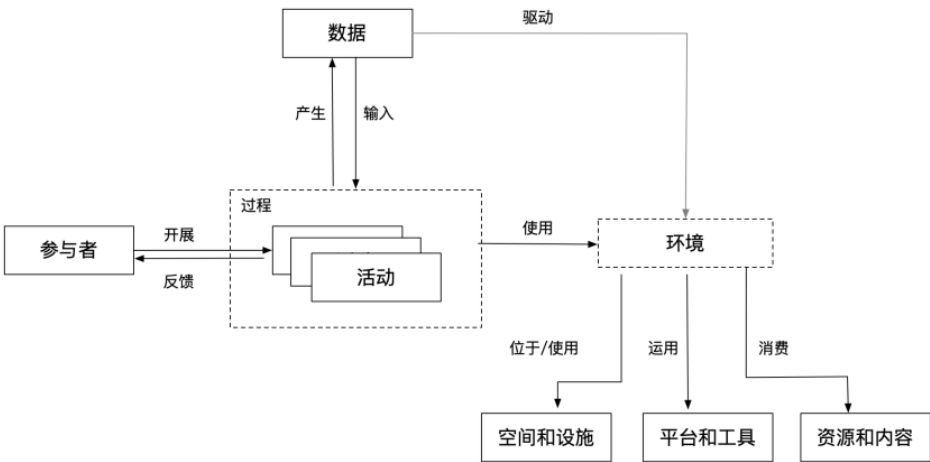 数据
驱动
产生
输入
过程
参与者
开展
反馈
活动
使用
环境
位于/使用
运用
消费
空间和设施
平台和工具
资源和内容